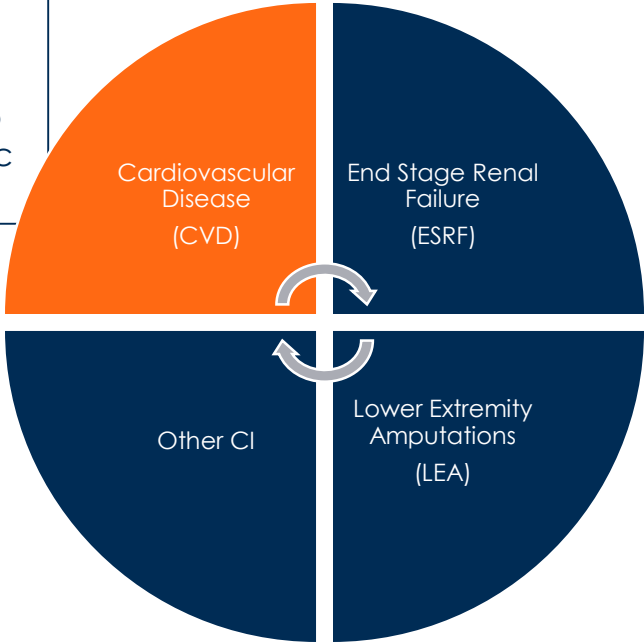 C
Cardiovascular
Disease
(CVD)
End Stage Renal
Failure
(ESRF)
Other CI
Lower Extremity
Amputations
(LEA)